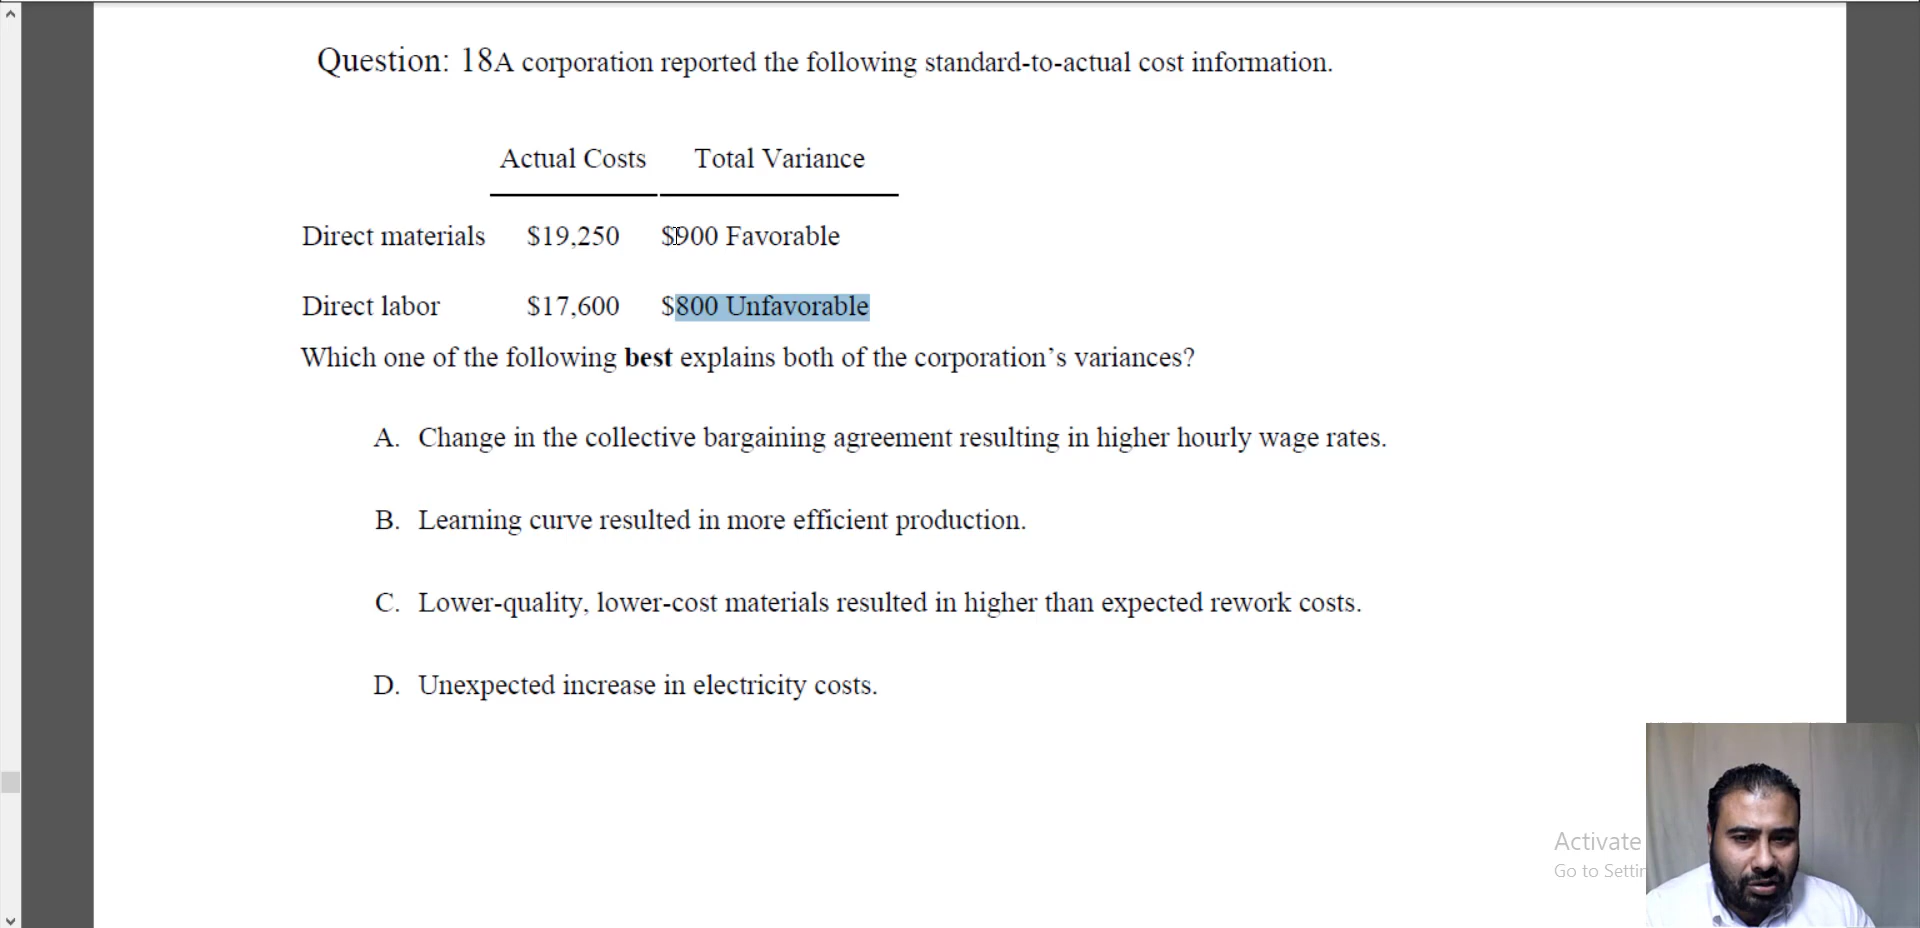 Question: 18A corporation reported the following standard-to-actual cost information.
Actual Costs Total Variance
Direct materials $19,250 $900 Favorable
Direct labor $17,600 $800 Unfavorable
Which one of the following best explains both of the corporation’s variances?
A. Change in the collective bargaining agreement resulting in higher hourly wage rates.
B. Learning curve resulted in more efficient production.
C. Lower-quality, lower-cost materials resulted in higher than expected rework costs.
D. Unexpected increase in electricity costs.
Activate
Go to